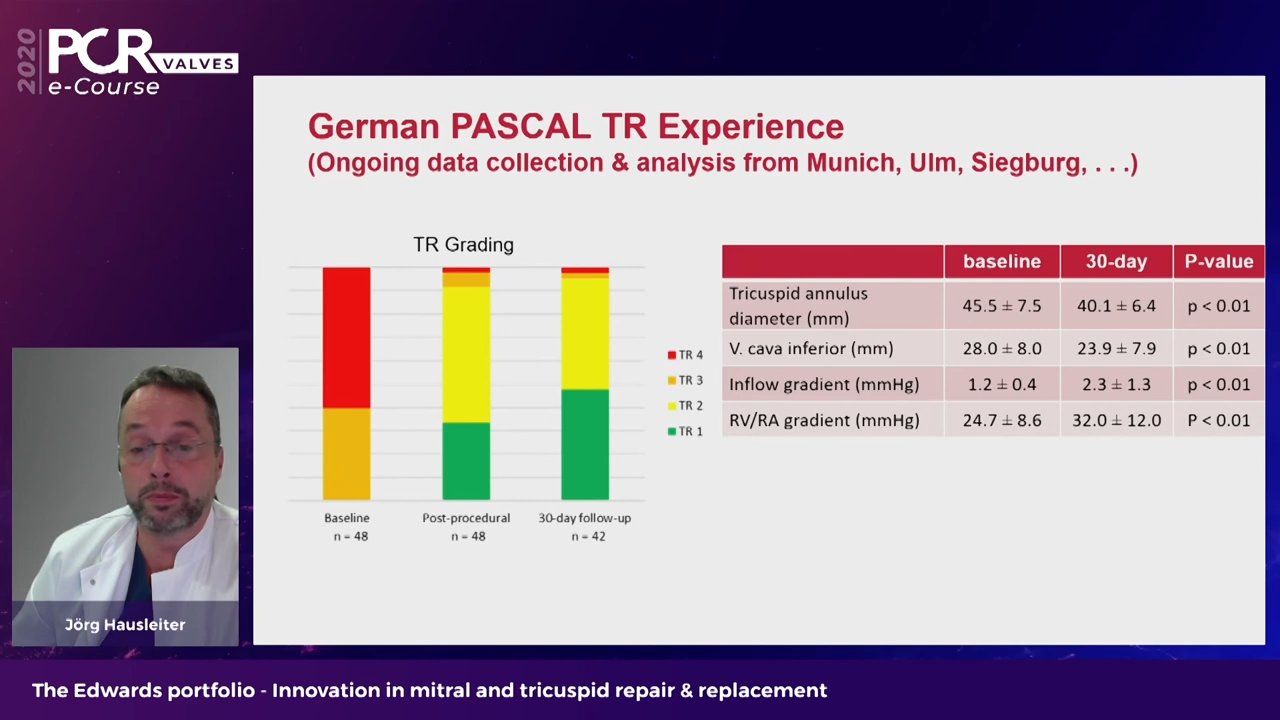 2020
PCR
VALVES
e-Course
German PASCAL TR Experience
(Ongoing data collection & analysis from Munich, Ulm, Siegburg, . . .)
TR Grading
TR 4
TR 3
TR 2
TR 1
Baseline
n = 48
Post-procedural
n = 48
30-day follow-up
n = 42
baseline 30-day P-value
Tricuspid annulus
diameter (mm) 45.5 ± 7.5 40.1 ± 6.4 p < 0.01
V. cava inferior (mm) 28.0 ± 8.0 23.9 ± 7.9 p < 0.01
Inflow gradient (mmHg) 1.2 ± 0.4 2.3 ± 1.3 p < 0.01
RV/RA gradient (mmHg) 24.7 ± 8.6 32.0 ± 12.0 P < 0.01
Jörg Hausleiter
The Edwards portfolio - Innovation in mitral and tricuspid repair & replacement